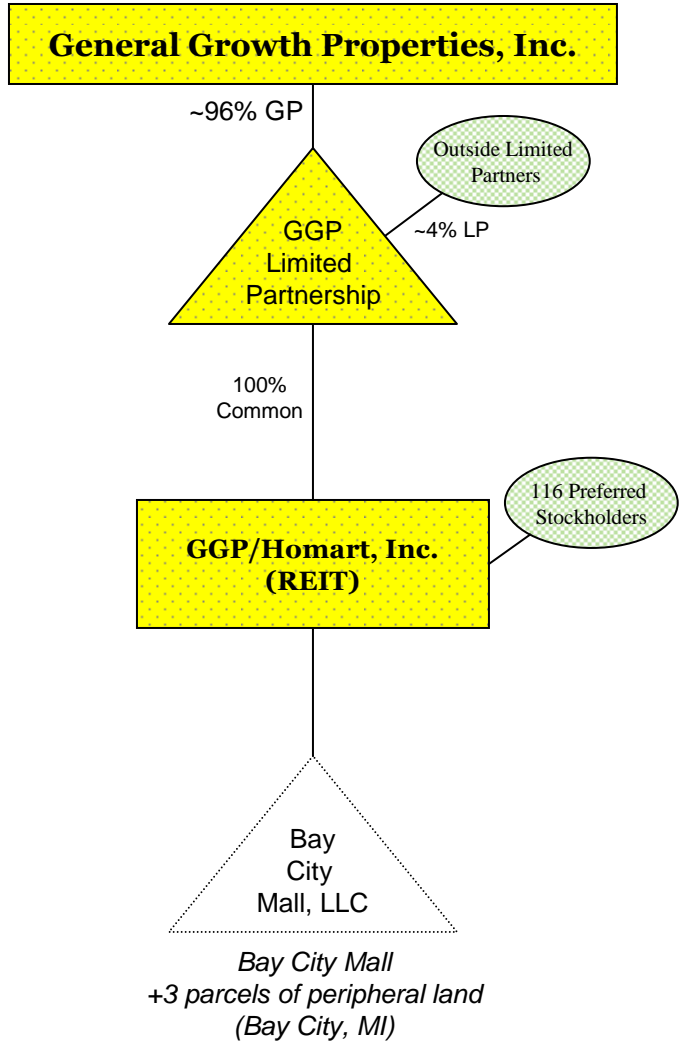 General Growth Properties, Inc.
~96% GP
Outside Limited
Partners
~4% LP
GGP
Limited
Partnership
100%
Common
116 Preferred
Stockholders
GGP/Homart, Inc.
(REIT)
Bay
City
Mall, LLC
Bay City Mall
+3 parcels of peripheral land
(Bay City, MI)